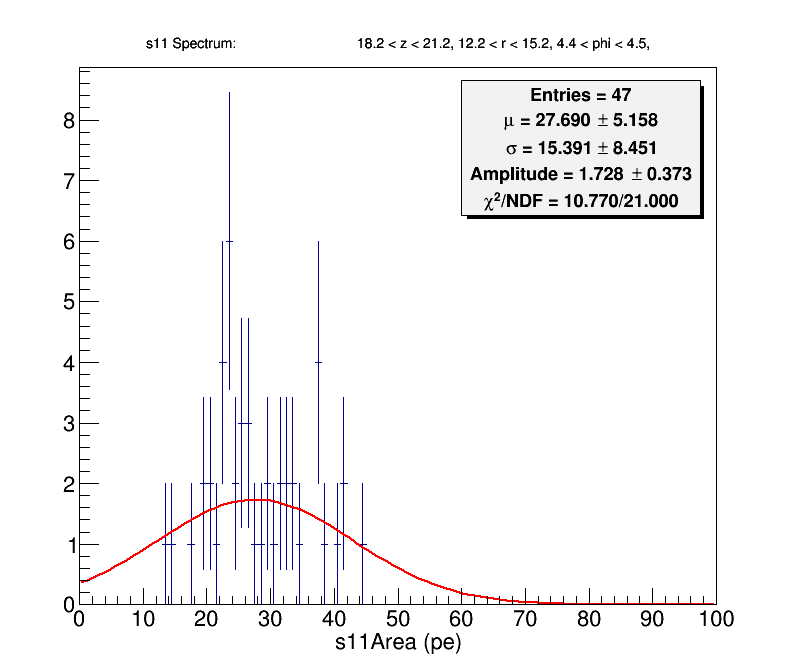 s11 Spectrum: 18.2 < z < 21.2, 12.2 < r < 15.2, 4.4 < phi < 4.5,
Entries = 47
μ = 27.690 ± 5.158
σ = 15.391 ± 8.451
Amplitude = 1.728 ± 0.373
χ²/NDF = 10.770/21.000
8
7
6
5
4
3
2
1
0
0 10 20 30 40 50 60 70 80 90 100
s11Area (pe)